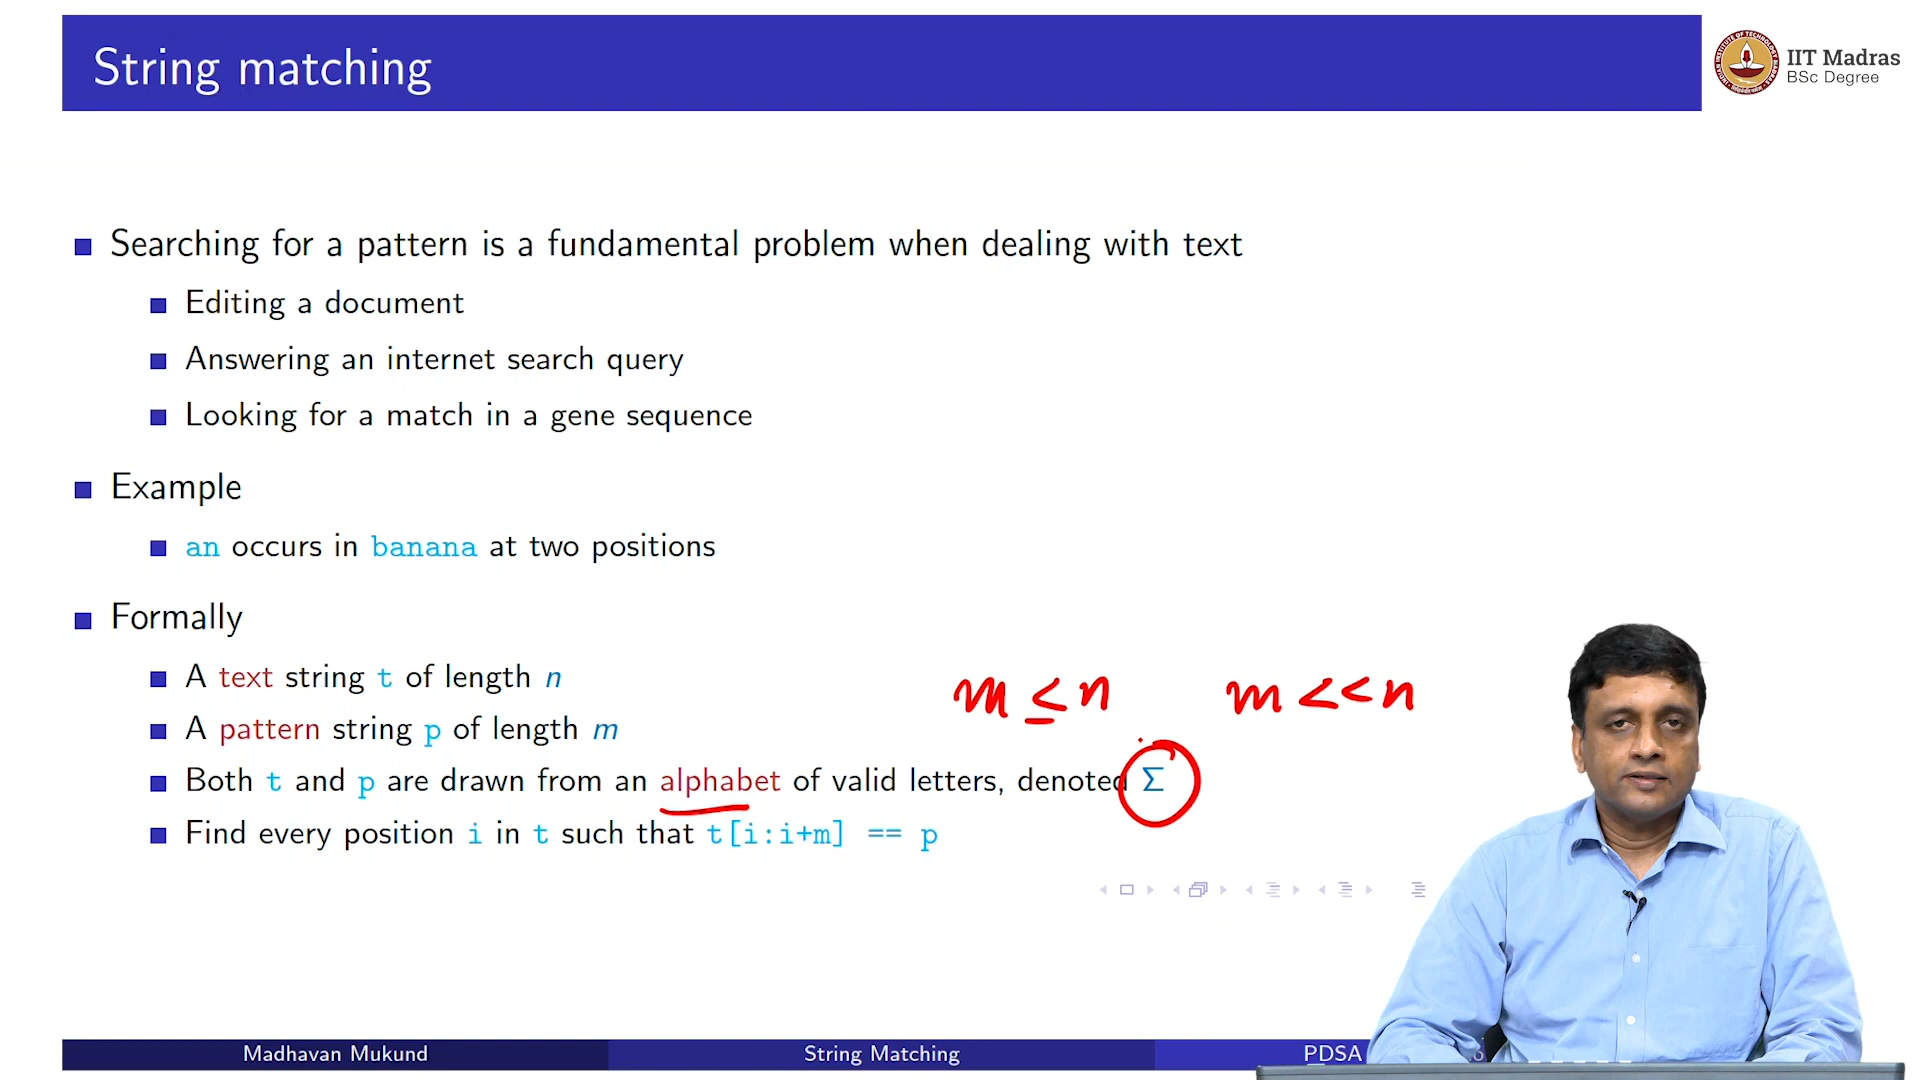 String matching
IIT Madras
BSc Degree
Searching for a pattern is a fundamental problem when dealing with text
Editing a document
Answering an internet search query
Looking for a match in a gene sequence
Example
an occurs in banana at two positions
Formally
A text string t of length n
m ≤ n m << n
A pattern string p of length m
Both t and p are drawn from an alphabet of valid letters, denoted Σ
Find every position i in t such that t[i:i+m] == p
Madhavan Mukund String Matching PDSA